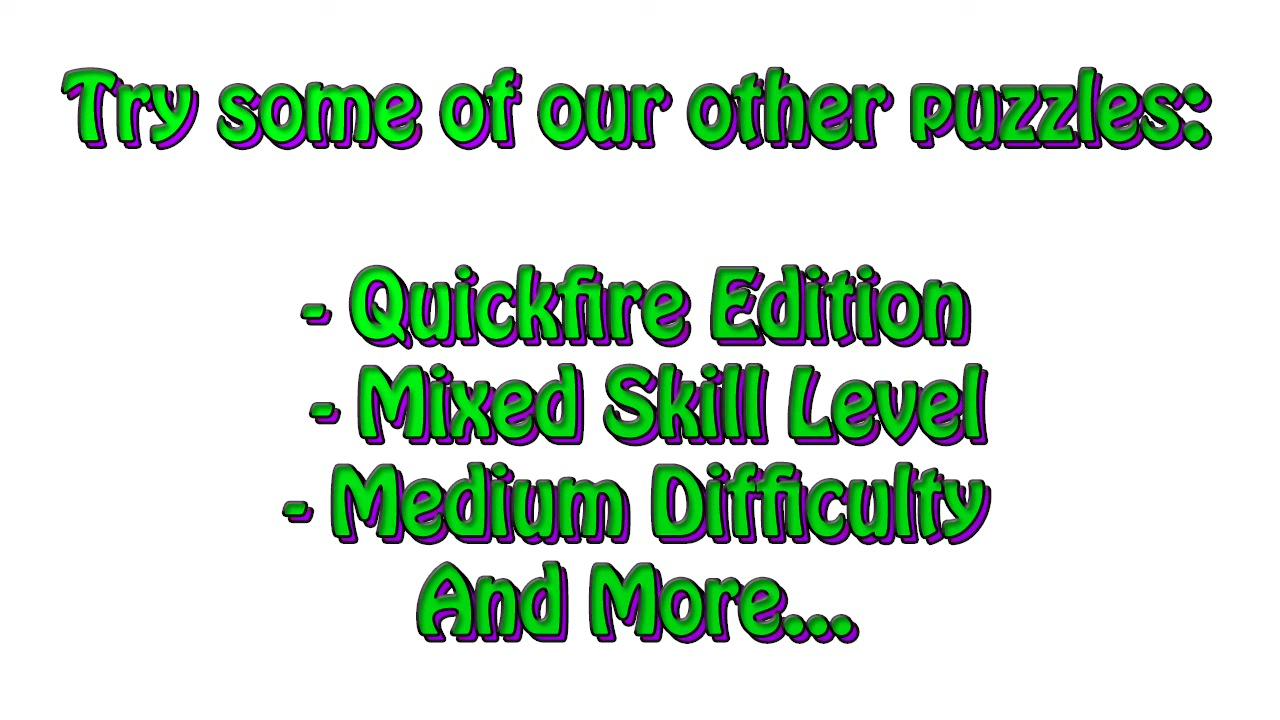 Try some of our other puzzles:
- Quickfire Edition
- Mixed Skill Level
- Medium Difficulty
And More...